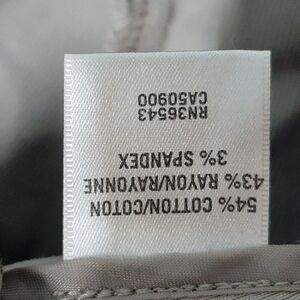 54% COTTON/COTON
43% RAYON/RAYONNE
3% SPANDEX
RN36543
CA50900